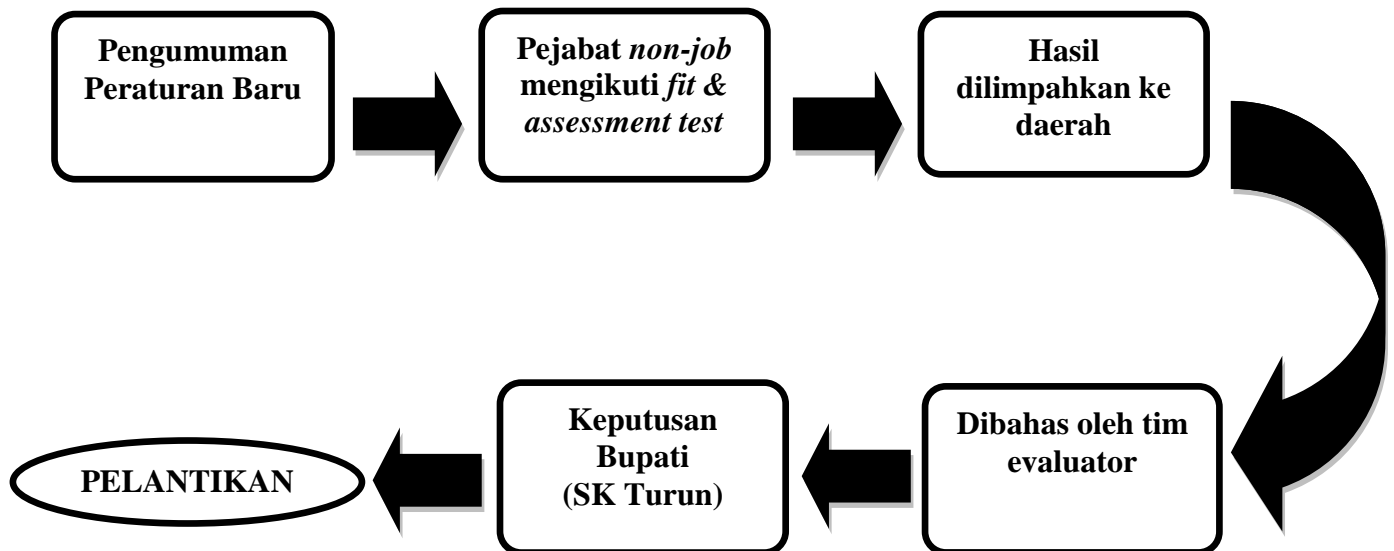 Pengumuman
Peraturan Baru
Pejabat non-job
mengikuti fit &
assessment test
Hasil
dilimpahkan ke
daerah
Dibahas oleh tim
evaluator
Keputusan
Bupati
(SK Turun)
PELANTIKAN